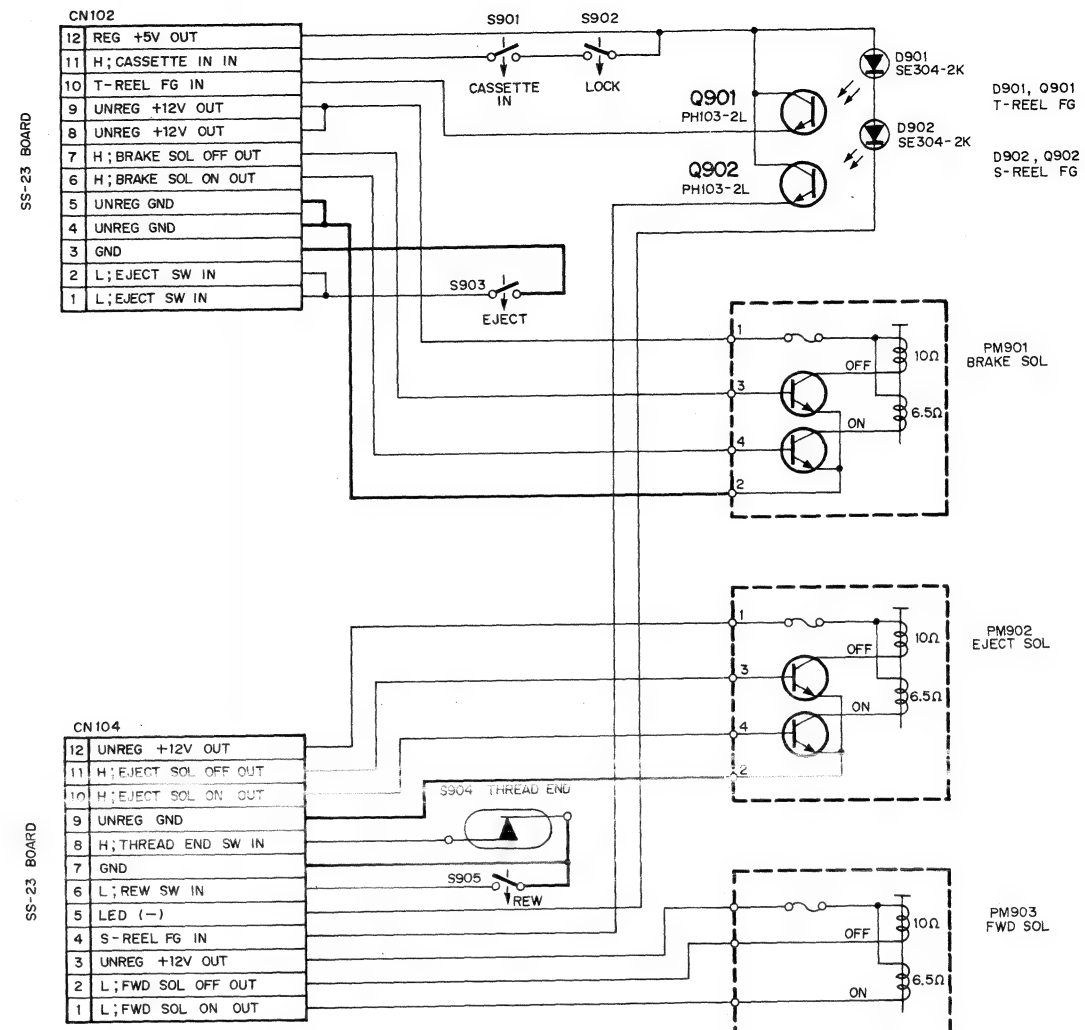 CN102
12 REG +5V OUT
11 H;CASSETTE IN IN
10 T-REEL FG IN
9 UNREG +12V OUT
8 UNREG +12V OUT
7 H;BRAKE SOL OFF OUT
6 H;BRAKE SOL ON OUT
5 UNREG GND
4 UNREG GND
3 GND
2 L;EJECT SW IN
1 L;EJECT SW IN
SS-23 BOARD
S901
CASSETTE
IN
S902
LOCK
S903
EJECT
Q901
PH103-2L
Q902
PH103-2L
D901
SE304-2K
D902
SE304-2K
D901, Q901
T-REEL FG
D902, Q902
S-REEL FG
1
3
4
2
OFF
ON
10Ω
6.5Ω
PM901
BRAKE SOL
1
3
4
2
OFF
ON
10Ω
6.5Ω
PM902
EJECT SOL
CN104
12 UNREG +12V OUT
11 H;EJECT SOL OFF OUT
10 H;EJECT SOL ON OUT
9 UNREG GND
8 H;THREAD END SW IN
7 GND
6 L;REW SW IN
5 LED (-)
4 S-REEL FG IN
3 UNREG +12V OUT
2 L;FWD SOL OFF OUT
1 L;FWD SOL ON OUT
SS-23 BOARD
S904 THREAD END
S905
REW
OFF
ON
10Ω
6.5Ω
PM903
FWD SOL